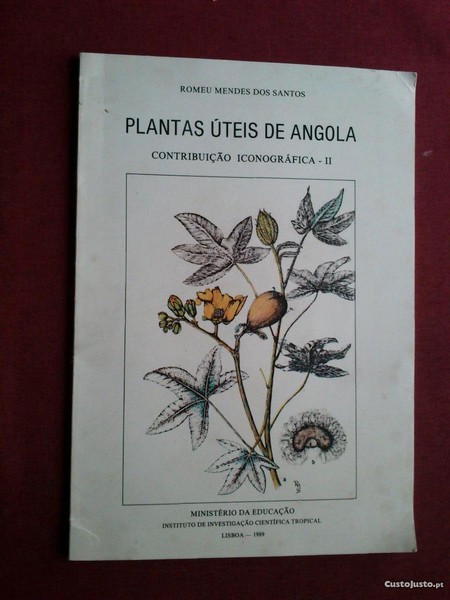 ROMEU MENDES DOS SANTOS
PLANTAS ÚTEIS DE ANGOLA
CONTRIBUIÇÃO ICONOGRÁFICA - II
a
b
MINISTÉRIO DA EDUCAÇÃO
INSTITUTO DE INVESTIGAÇÃO CIENTÍFICA TROPICAL
LISBOA — 1989
CustoJusto.pt